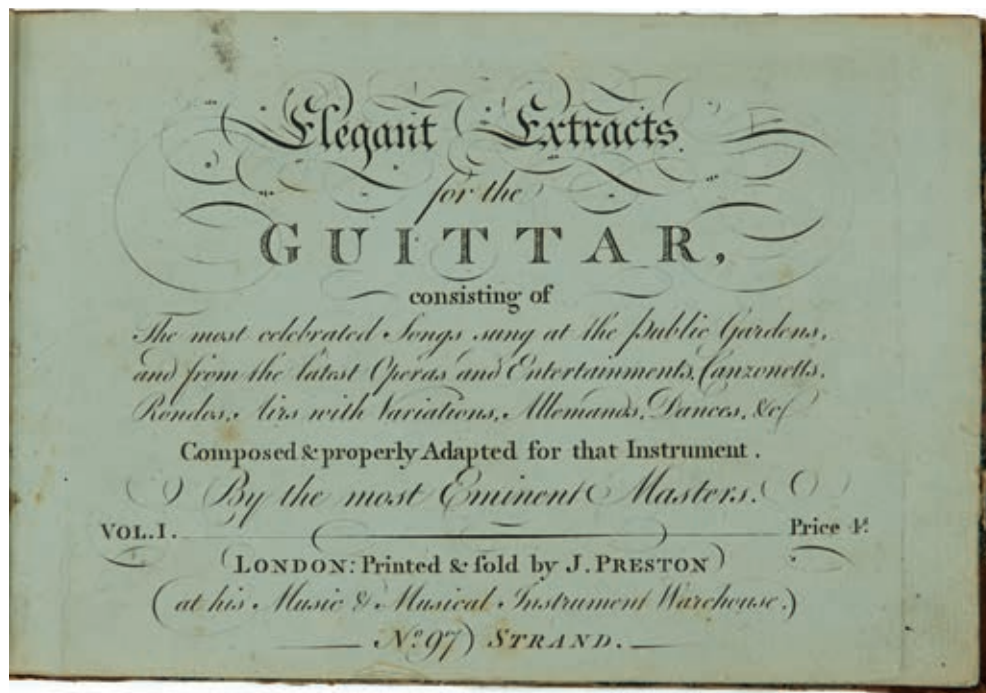 Elegant Extracts.
for the
GUITTAR,
consisting of
The most celebrated Songs sung at the Public Gardens,
and from the latest Operas and Entertainments, Canzonetts,
Rondos, Airs with Variations, Allemands, Dances, &c
Composed & properly Adapted for that Instrument.
By the most Eminent Masters.
VOL. I. Price 4s.
LONDON: Printed & sold by J. PRESTON
at his Music & Musical Instrument Warehouse.
No. 97 STRAND.